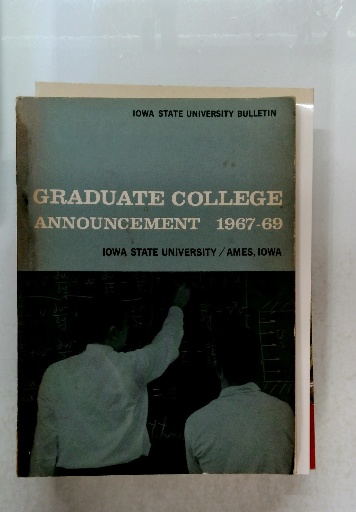 IOWA STATE UNIVERSITY BULLETIN
GRADUATE COLLEGE
ANNOUNCEMENT 1967-69
IOWA STATE UNIVERSITY / AMES, IOWA